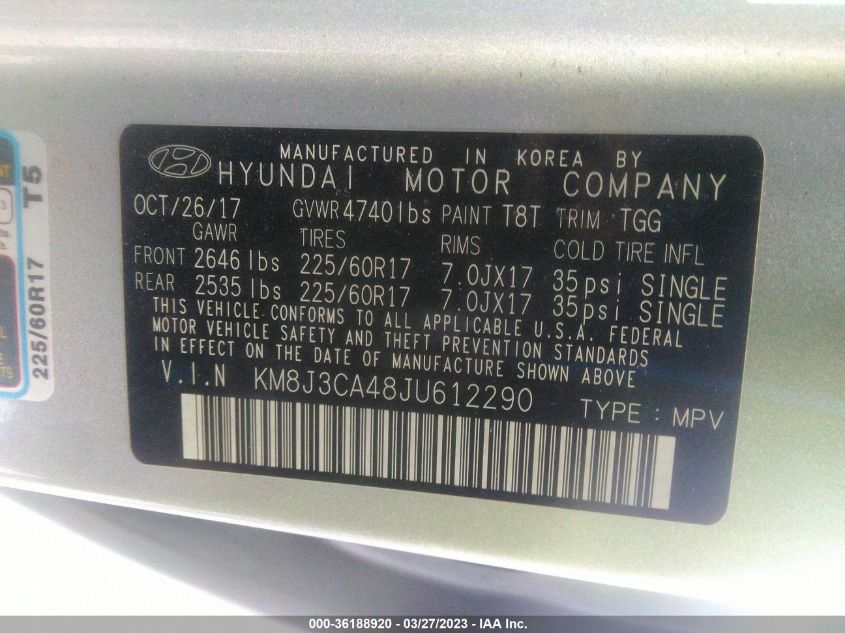 MANUFACTURED IN KOREA BY
HYUNDAI MOTOR COMPANY
OCT/26/17 GVWR 4740lbs PAINT T8T TRIM TGG
GAWR TIRES RIMS COLD TIRE INFL
FRONT 2646lbs 225/60R17 7.0JX17 35psi SINGLE
REAR 2535lbs 225/60R17 7.0JX17 35psi SINGLE
THIS VEHICLE CONFORMS TO ALL APPLICABLE U.S.A. FEDERAL
MOTOR VEHICLE SAFETY AND THEFT PREVENTION STANDARDS
IN EFFECT ON THE DATE OF MANUFACTURE SHOWN ABOVE
V.I.N KM8J3CA48JU612290 TYPE : MPV
225/60R17 T5
000-36188920 - 03/27/2023 - IAA Inc.